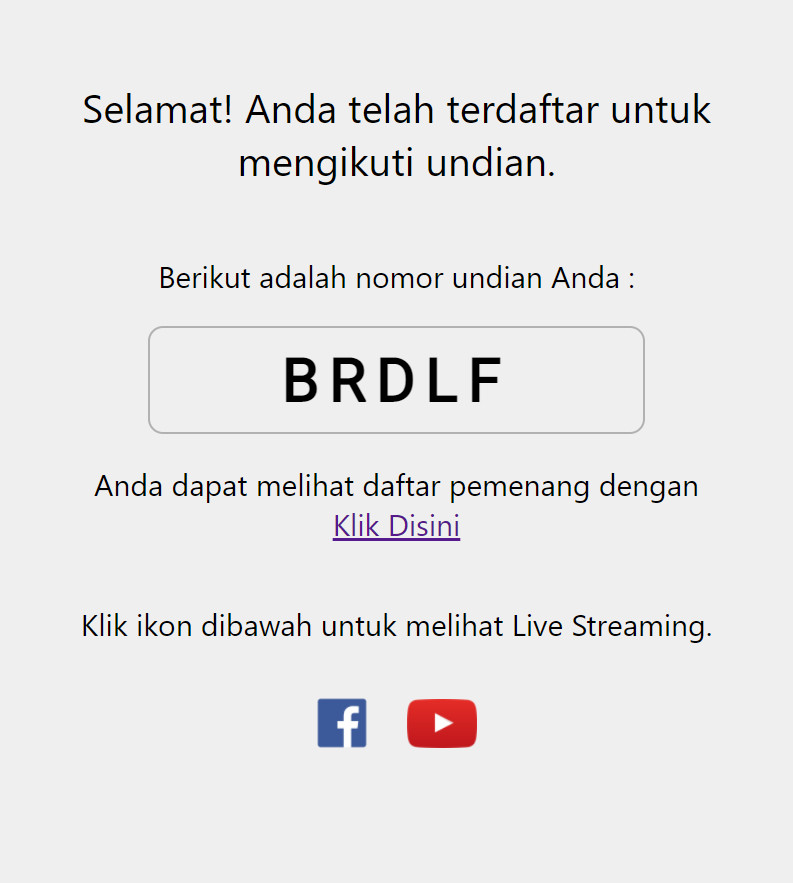 Selamat! Anda telah terdaftar untuk
mengikuti undian.
Berikut adalah nomor undian Anda :
BRDLF
Anda dapat melihat daftar pemenang dengan
Klik Disini
Klik ikon dibawah untuk melihat Live Streaming.